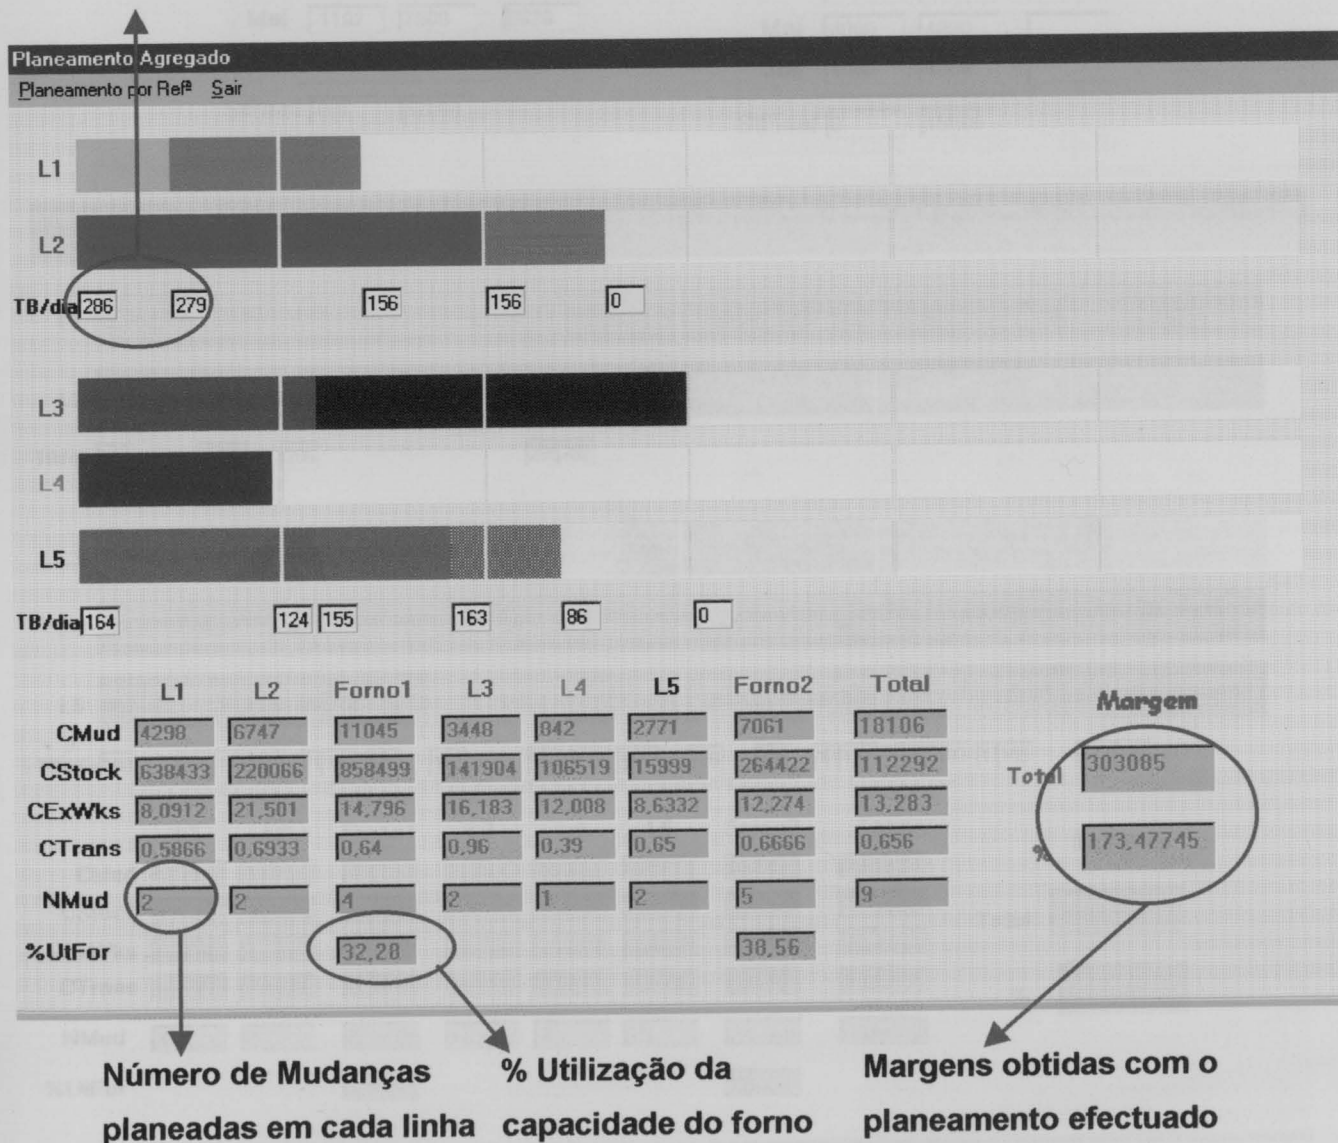 Planeamento Agregado
Planeamento por Refª Sair
L1
L2
TB/dia 286 279 156 156 0
L3
L4
L5
TB/dia 164 124 155 163 86 0
L1 L2 Forno1 L3 L4 L5 Forno2 Total
Margem
CMud 4298 6747 11045 3448 842 2771 7061 18106
CStock 638433 220066 858499 141904 106519 15999 264422 112292
Total 303085
CExWks 8,0912 21,501 14,796 16,183 12,008 8,6332 12,274 13,283
CTrans 0,5866 0,6933 0,64 0,96 0,39 0,65 0,6666 0,656
% 173,47745
NMud 2 2 4 2 1 2 5 9
%UtFor 32,28 38,56
Número de Mudanças
planeadas em cada linha
% Utilização da
capacidade do forno
Margens obtidas com o
planeamento efectuado